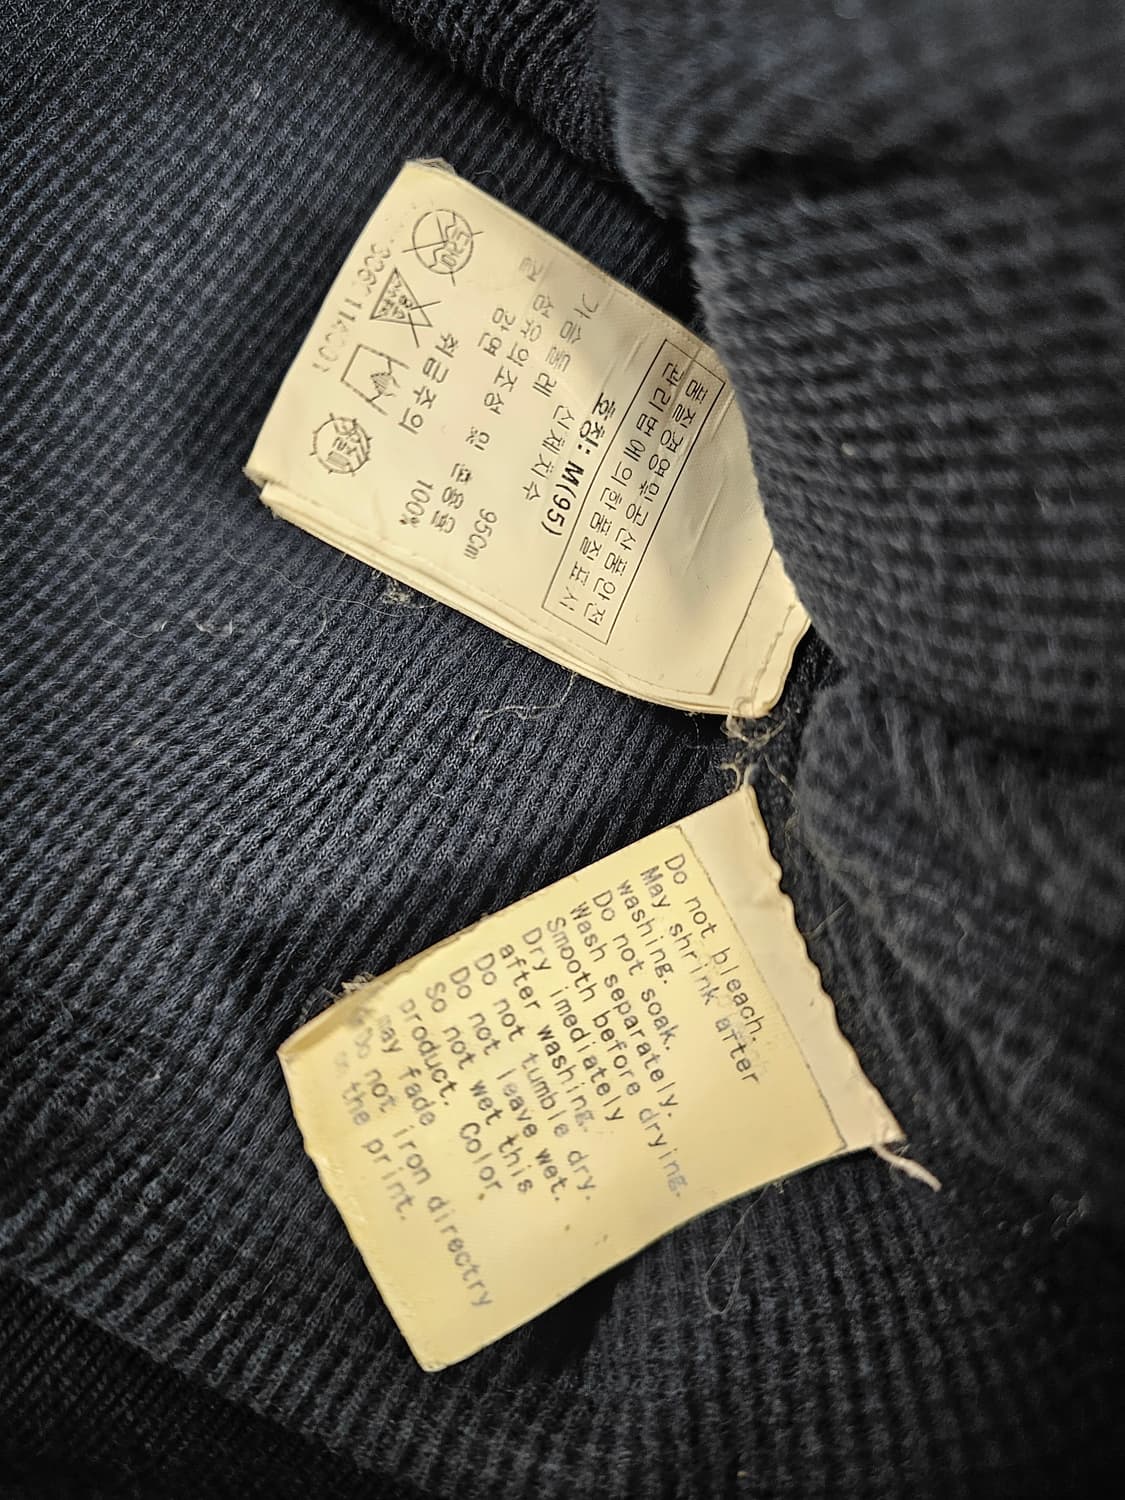 품질경영및공산품안전
관리법에의한품질표시
호칭: M(95)
신체치수
가슴둘레 95cm
겉섬유의조성 및 혼용률
면 100%
취급주의
Do not bleach.
May shrink after
washing.
Do not soak.
Wash separately.
Smooth before drying.
Dry imediately
after washing.
Do not tumble dry.
Do not leave wet.
So not wet this
product. Color
may fade
Do not iron directry
on the print.